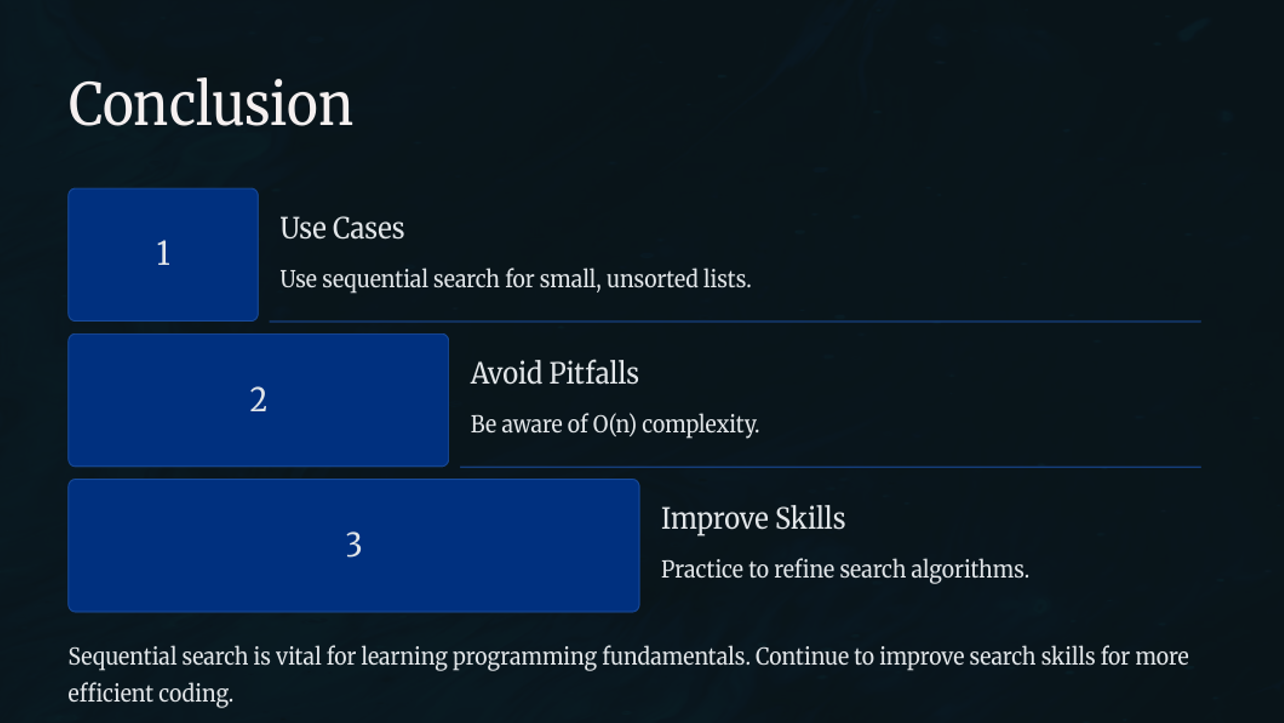 Conclusion
1
Use Cases
Use sequential search for small, unsorted lists.
2
Avoid Pitfalls
Be aware of O(n) complexity.
3
Improve Skills
Practice to refine search algorithms.
Sequential search is vital for learning programming fundamentals. Continue to improve search skills for more
efficient coding.